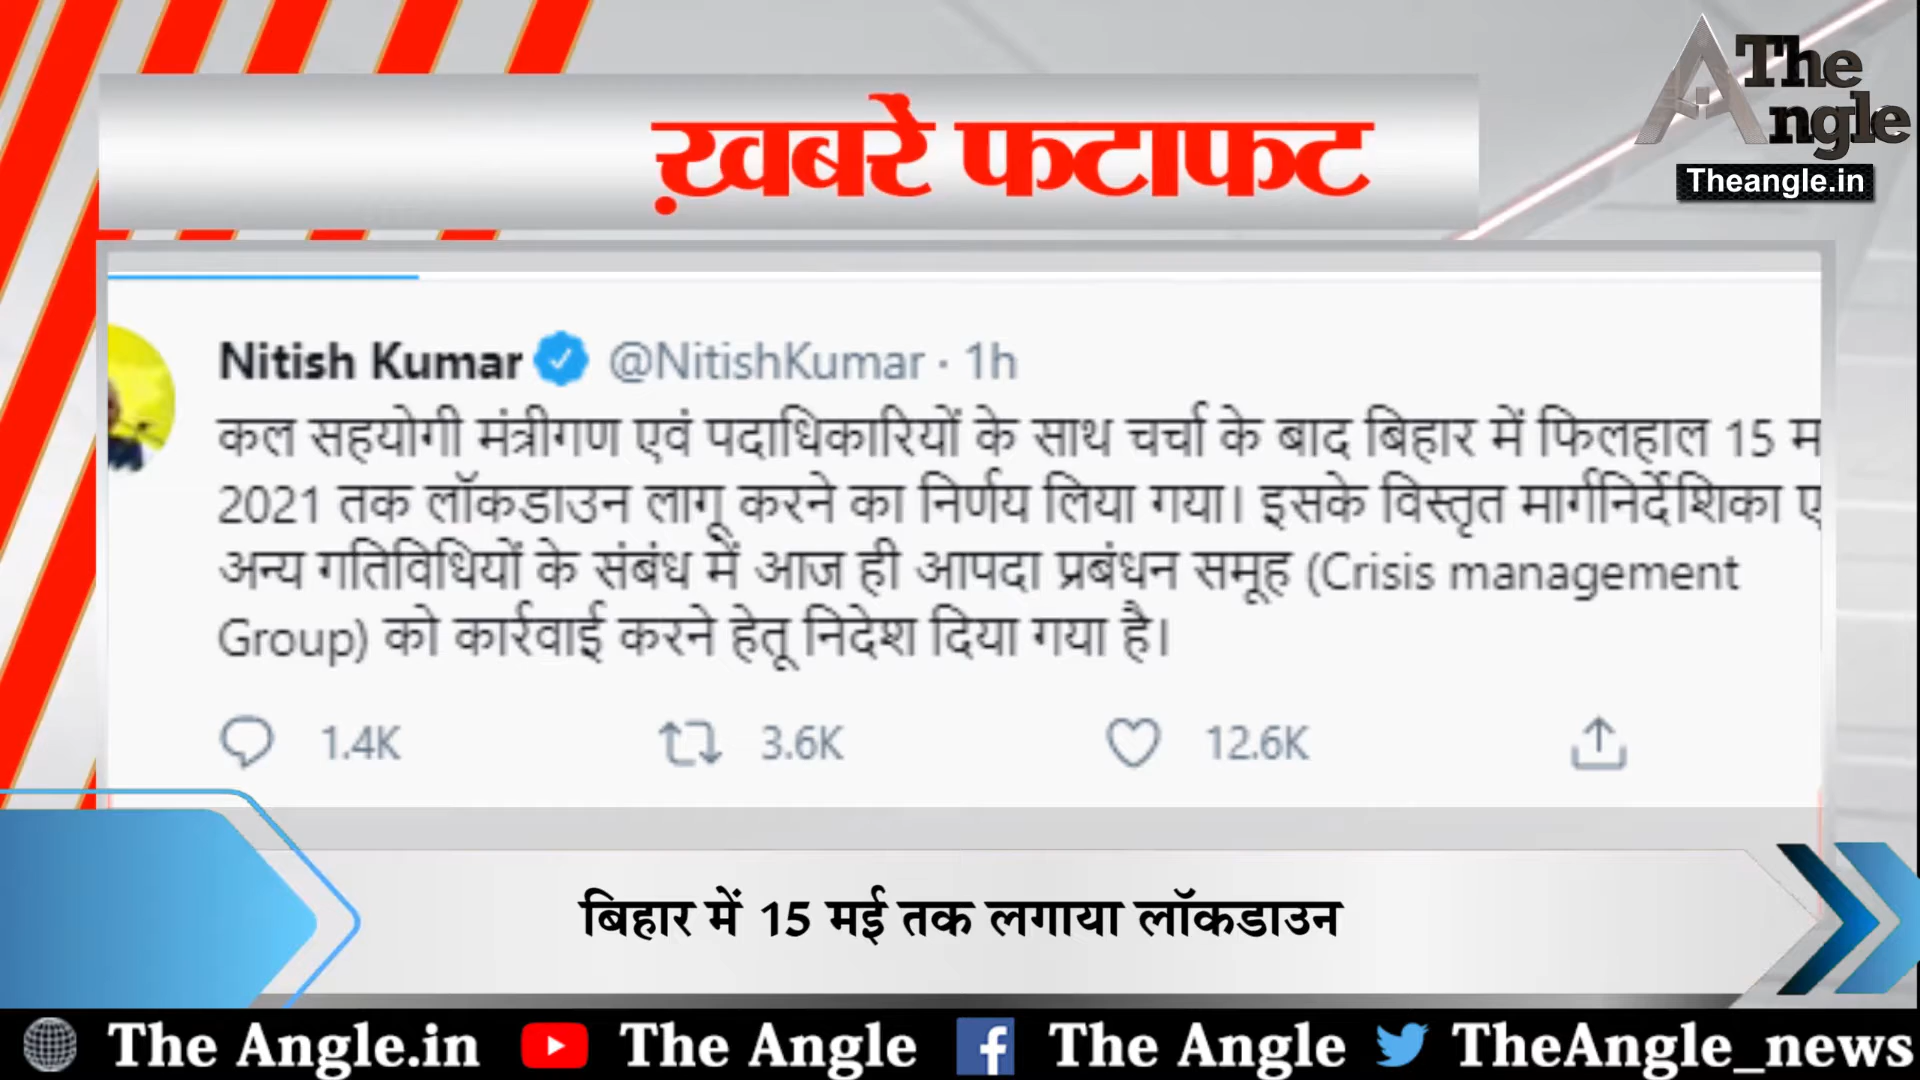 The
Angle
Theangle.in
ख़बरें फटाफट
Nitish Kumar @NitishKumar · 1h
कल सहयोगी मंत्रीगण एवं पदाधिकारियों के साथ चर्चा के बाद बिहार में फिलहाल 15 म
2021 तक लॉकडाउन लागू करने का निर्णय लिया गया। इसके विस्तृत मार्गनिर्देशिका ए
अन्य गतिविधियों के संबंध में आज ही आपदा प्रबंधन समूह (Crisis management
Group) को कार्रवाई करने हेतू निदेश दिया गया है।
1.4K 3.6K 12.6K
बिहार में 15 मई तक लगाया लॉकडाउन
The Angle.in The Angle The Angle TheAngle_news